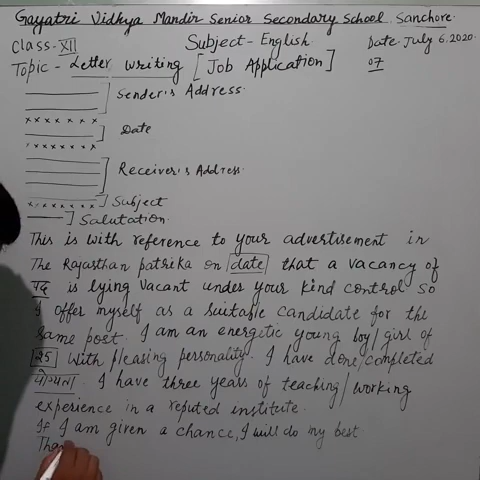 Gayatri Vidhya Mandir Senior Secondary School Sanchore.
Class-XII Subject-English. Date. July 6.2020.
Topic - Letter writing [Job Application] 07
Sender's Address
x x x x x x x
Date
x x x x x x x
Receiver's Address.
x x x x x x x ] Subject
] Salutation.
This is with reference to your advertisement in
The Rajasthan patrika on date that a vacancy of
पद is lying vacant under your kind control so
I offer myself as a suitable candidate for the
same post. I am an energetic young boy/girl of
25 with pleasing personality. I have done/completed
योग्यता. I have three years of teaching/working
experience in a reputed institute.
If I am given a chance, I will do my best
Than